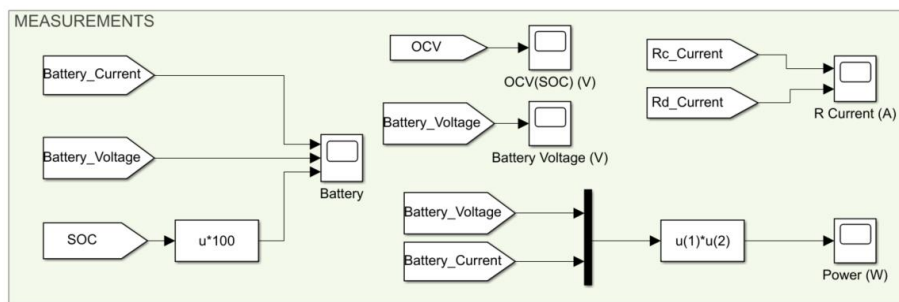 MEASUREMENTS
Battery_Current
Battery_Voltage
SOC
u*100
Battery
OCV
OCV(SOC) (V)
Battery_Voltage
Battery Voltage (V)
Rc_Current
Rd_Current
R Current (A)
Battery_Voltage
Battery_Current
u(1)*u(2)
Power (W)